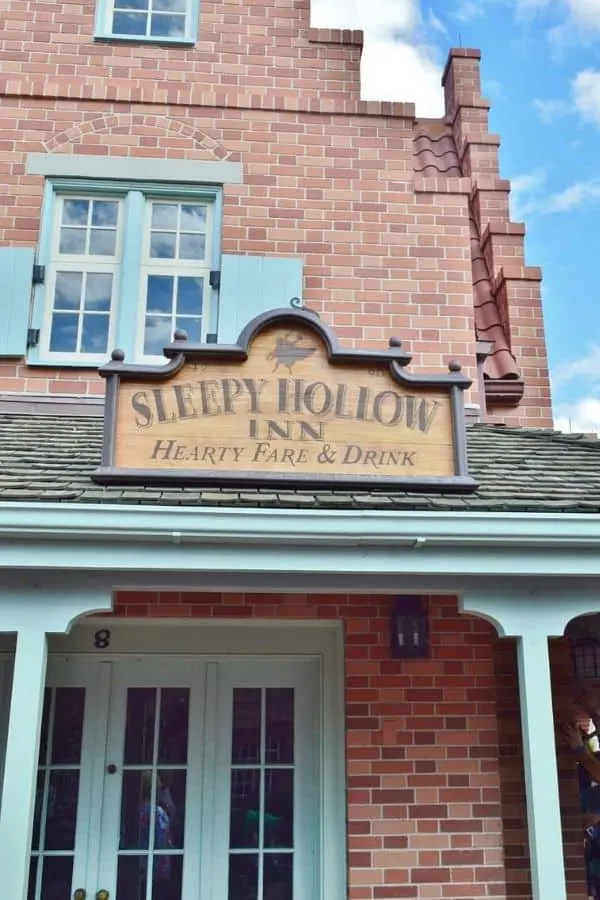 SLEEPY HOLLOW
INN
HEARTY FARE & DRINK
8